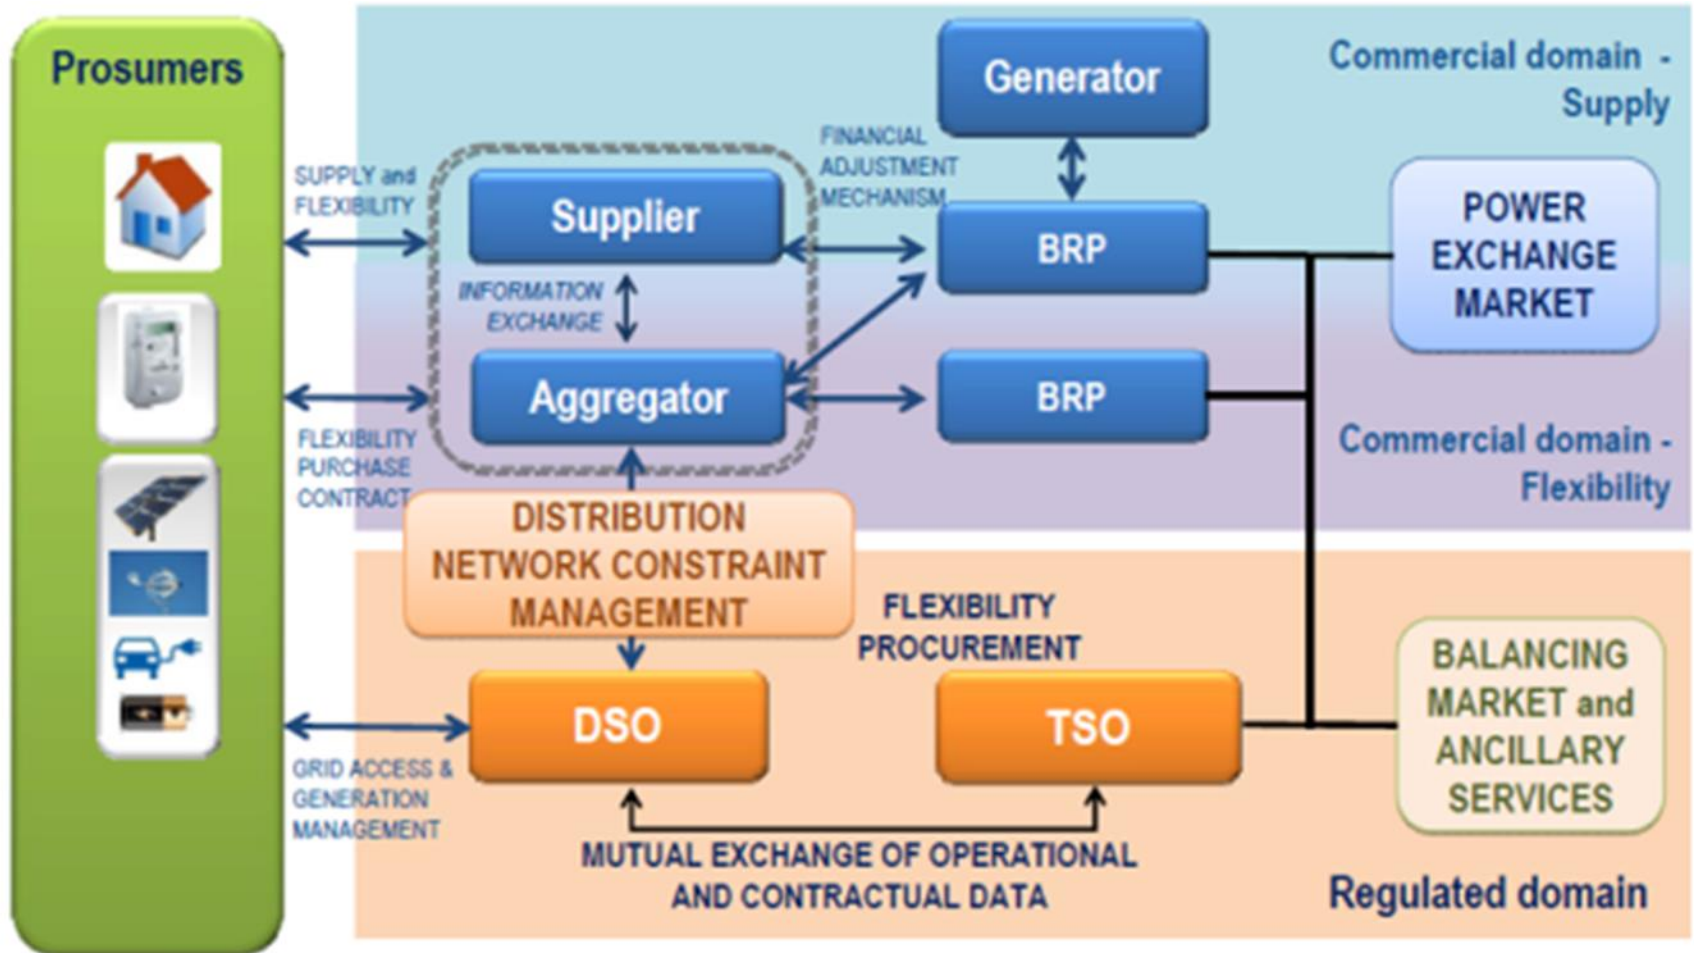 Prosumers
SUPPLY and
FLEXIBILITY
FLEXIBILITY
PURCHASE
CONTRACT
GRID ACCESS &
GENERATION
MANAGEMENT
Supplier
INFORMATION
EXCHANGE
Aggregator
DISTRIBUTION
NETWORK CONSTRAINT
MANAGEMENT
DSO
FINANCIAL
ADJUSTMENT
MECHANISM
Generator
BRP
BRP
FLEXIBILITY
PROCUREMENT
TSO
MUTUAL EXCHANGE OF OPERATIONAL
AND CONTRACTUAL DATA
Commercial domain -
Supply
POWER
EXCHANGE
MARKET
Commercial domain -
Flexibility
BALANCING
MARKET and
ANCILLARY
SERVICES
Regulated domain